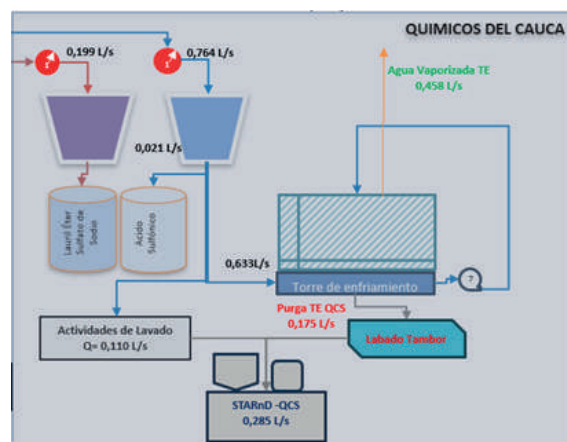 QUIMICOS DEL CAUCA
0,199 L/s
0,764 L/s
Agua Vaporizada TE
0,458 L/s
0,021 L/s
Lauril Éter
Sulfato de
Sodio
Acido
Sulfónico
0,633L/s
Torre de enfriamiento
?
Purga TE QCS
0,175 L/s
Actividades de Lavado
Q= 0,110 L/s
Labado Tambor
STARnD -QCS
0,285 L/s